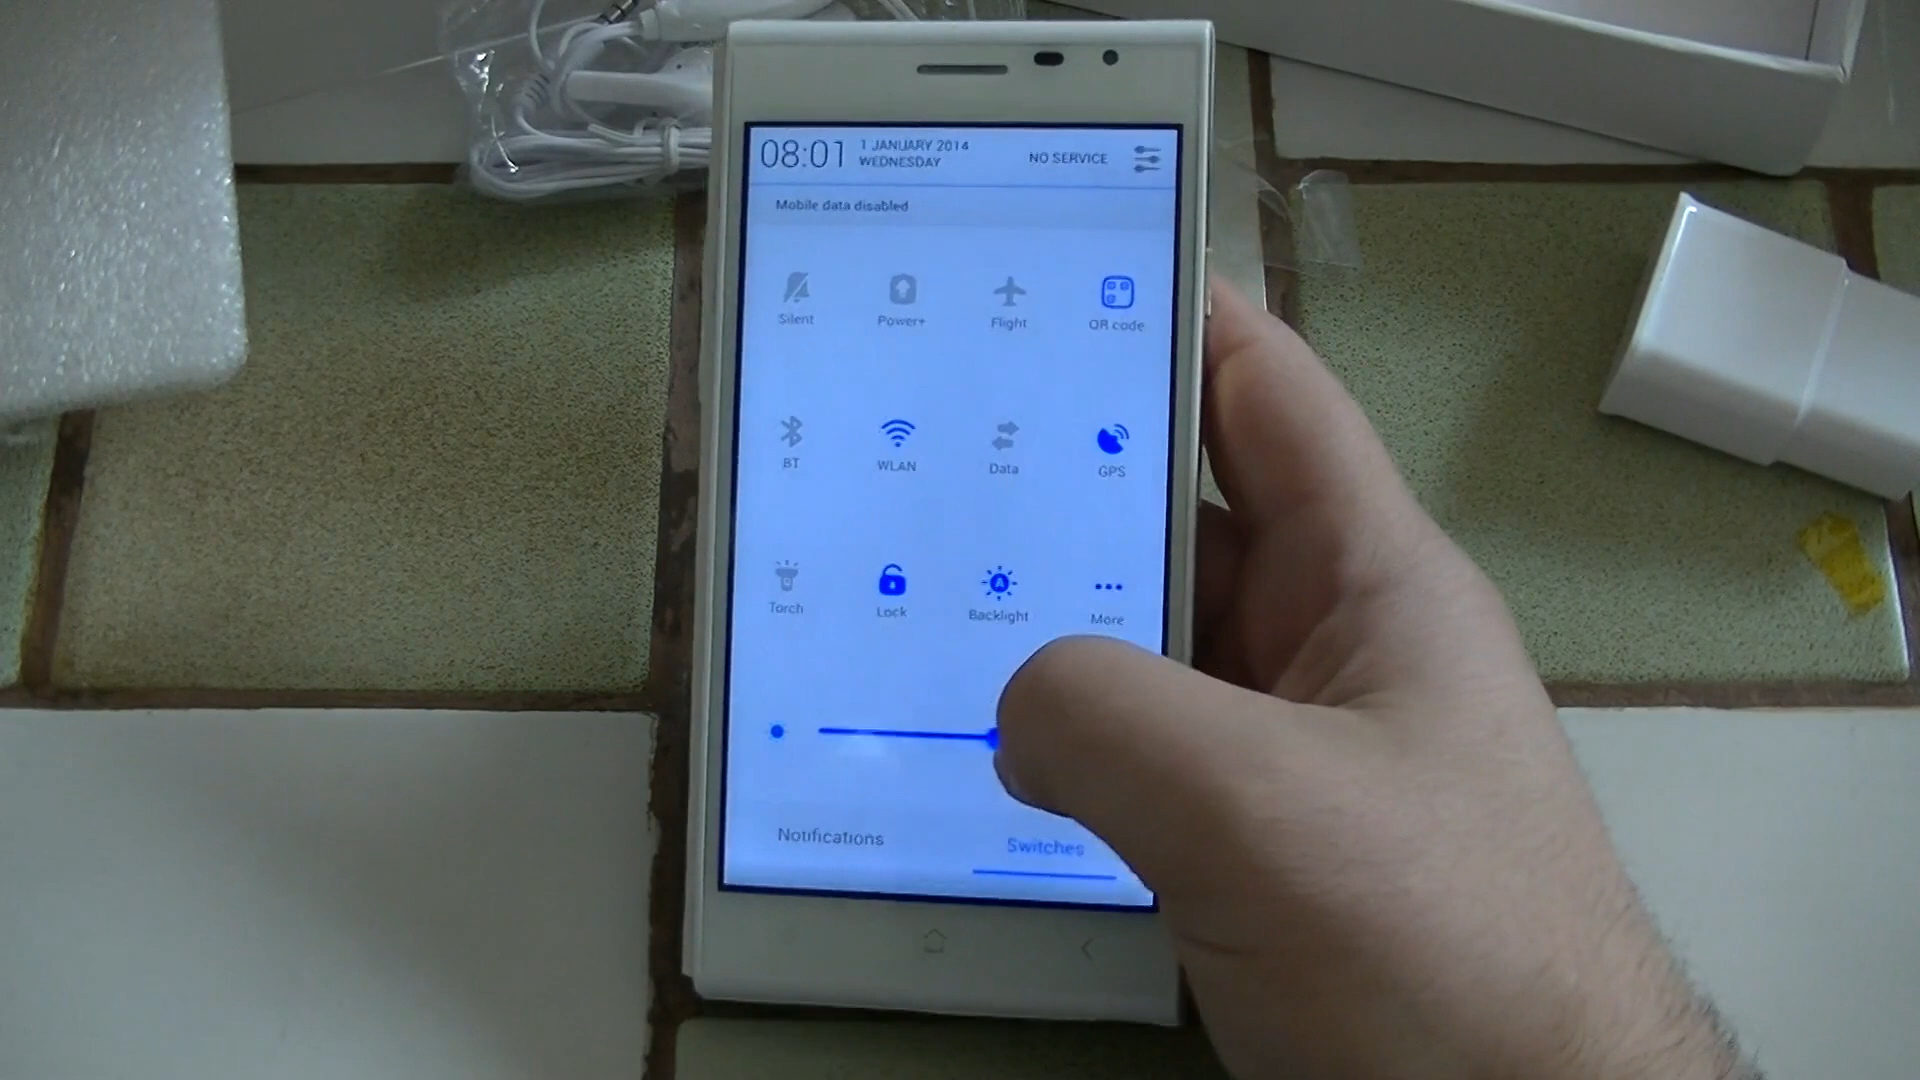 08:01
1 JANUARY 2014
WEDNESDAY
NO SERVICE
Mobile data disabled
Silent
Power+
Flight
QR code
BT
WLAN
Data
GPS
Torch
Lock
Backlight
More
Notifications
Switches